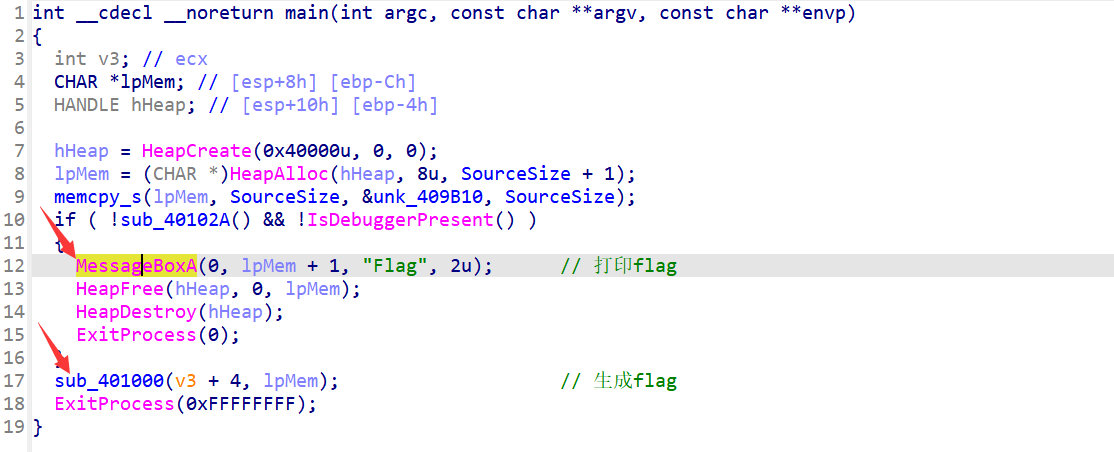 1 int __cdecl __noreturn main(int argc, const char **argv, const char **envp)
2 {
3 int v3; // ecx
4 CHAR *lpMem; // [esp+8h] [ebp-Ch]
5 HANDLE hHeap; // [esp+10h] [ebp-4h]
6
7 hHeap = HeapCreate(0x40000u, 0, 0);
8 lpMem = (CHAR *)HeapAlloc(hHeap, 8u, SourceSize + 1);
9 memcpy_s(lpMem, SourceSize, &unk_409B10, SourceSize);
10 if ( !sub_40102A() && !IsDebuggerPresent() )
11 {
12 MessageBoxA(0, lpMem + 1, "Flag", 2u); // 打印flag
13 HeapFree(hHeap, 0, lpMem);
14 HeapDestroy(hHeap);
15 ExitProcess(0);
16 }
17 sub_401000(v3 + 4, lpMem); // 生成flag
18 ExitProcess(0xFFFFFFFF);
19 }